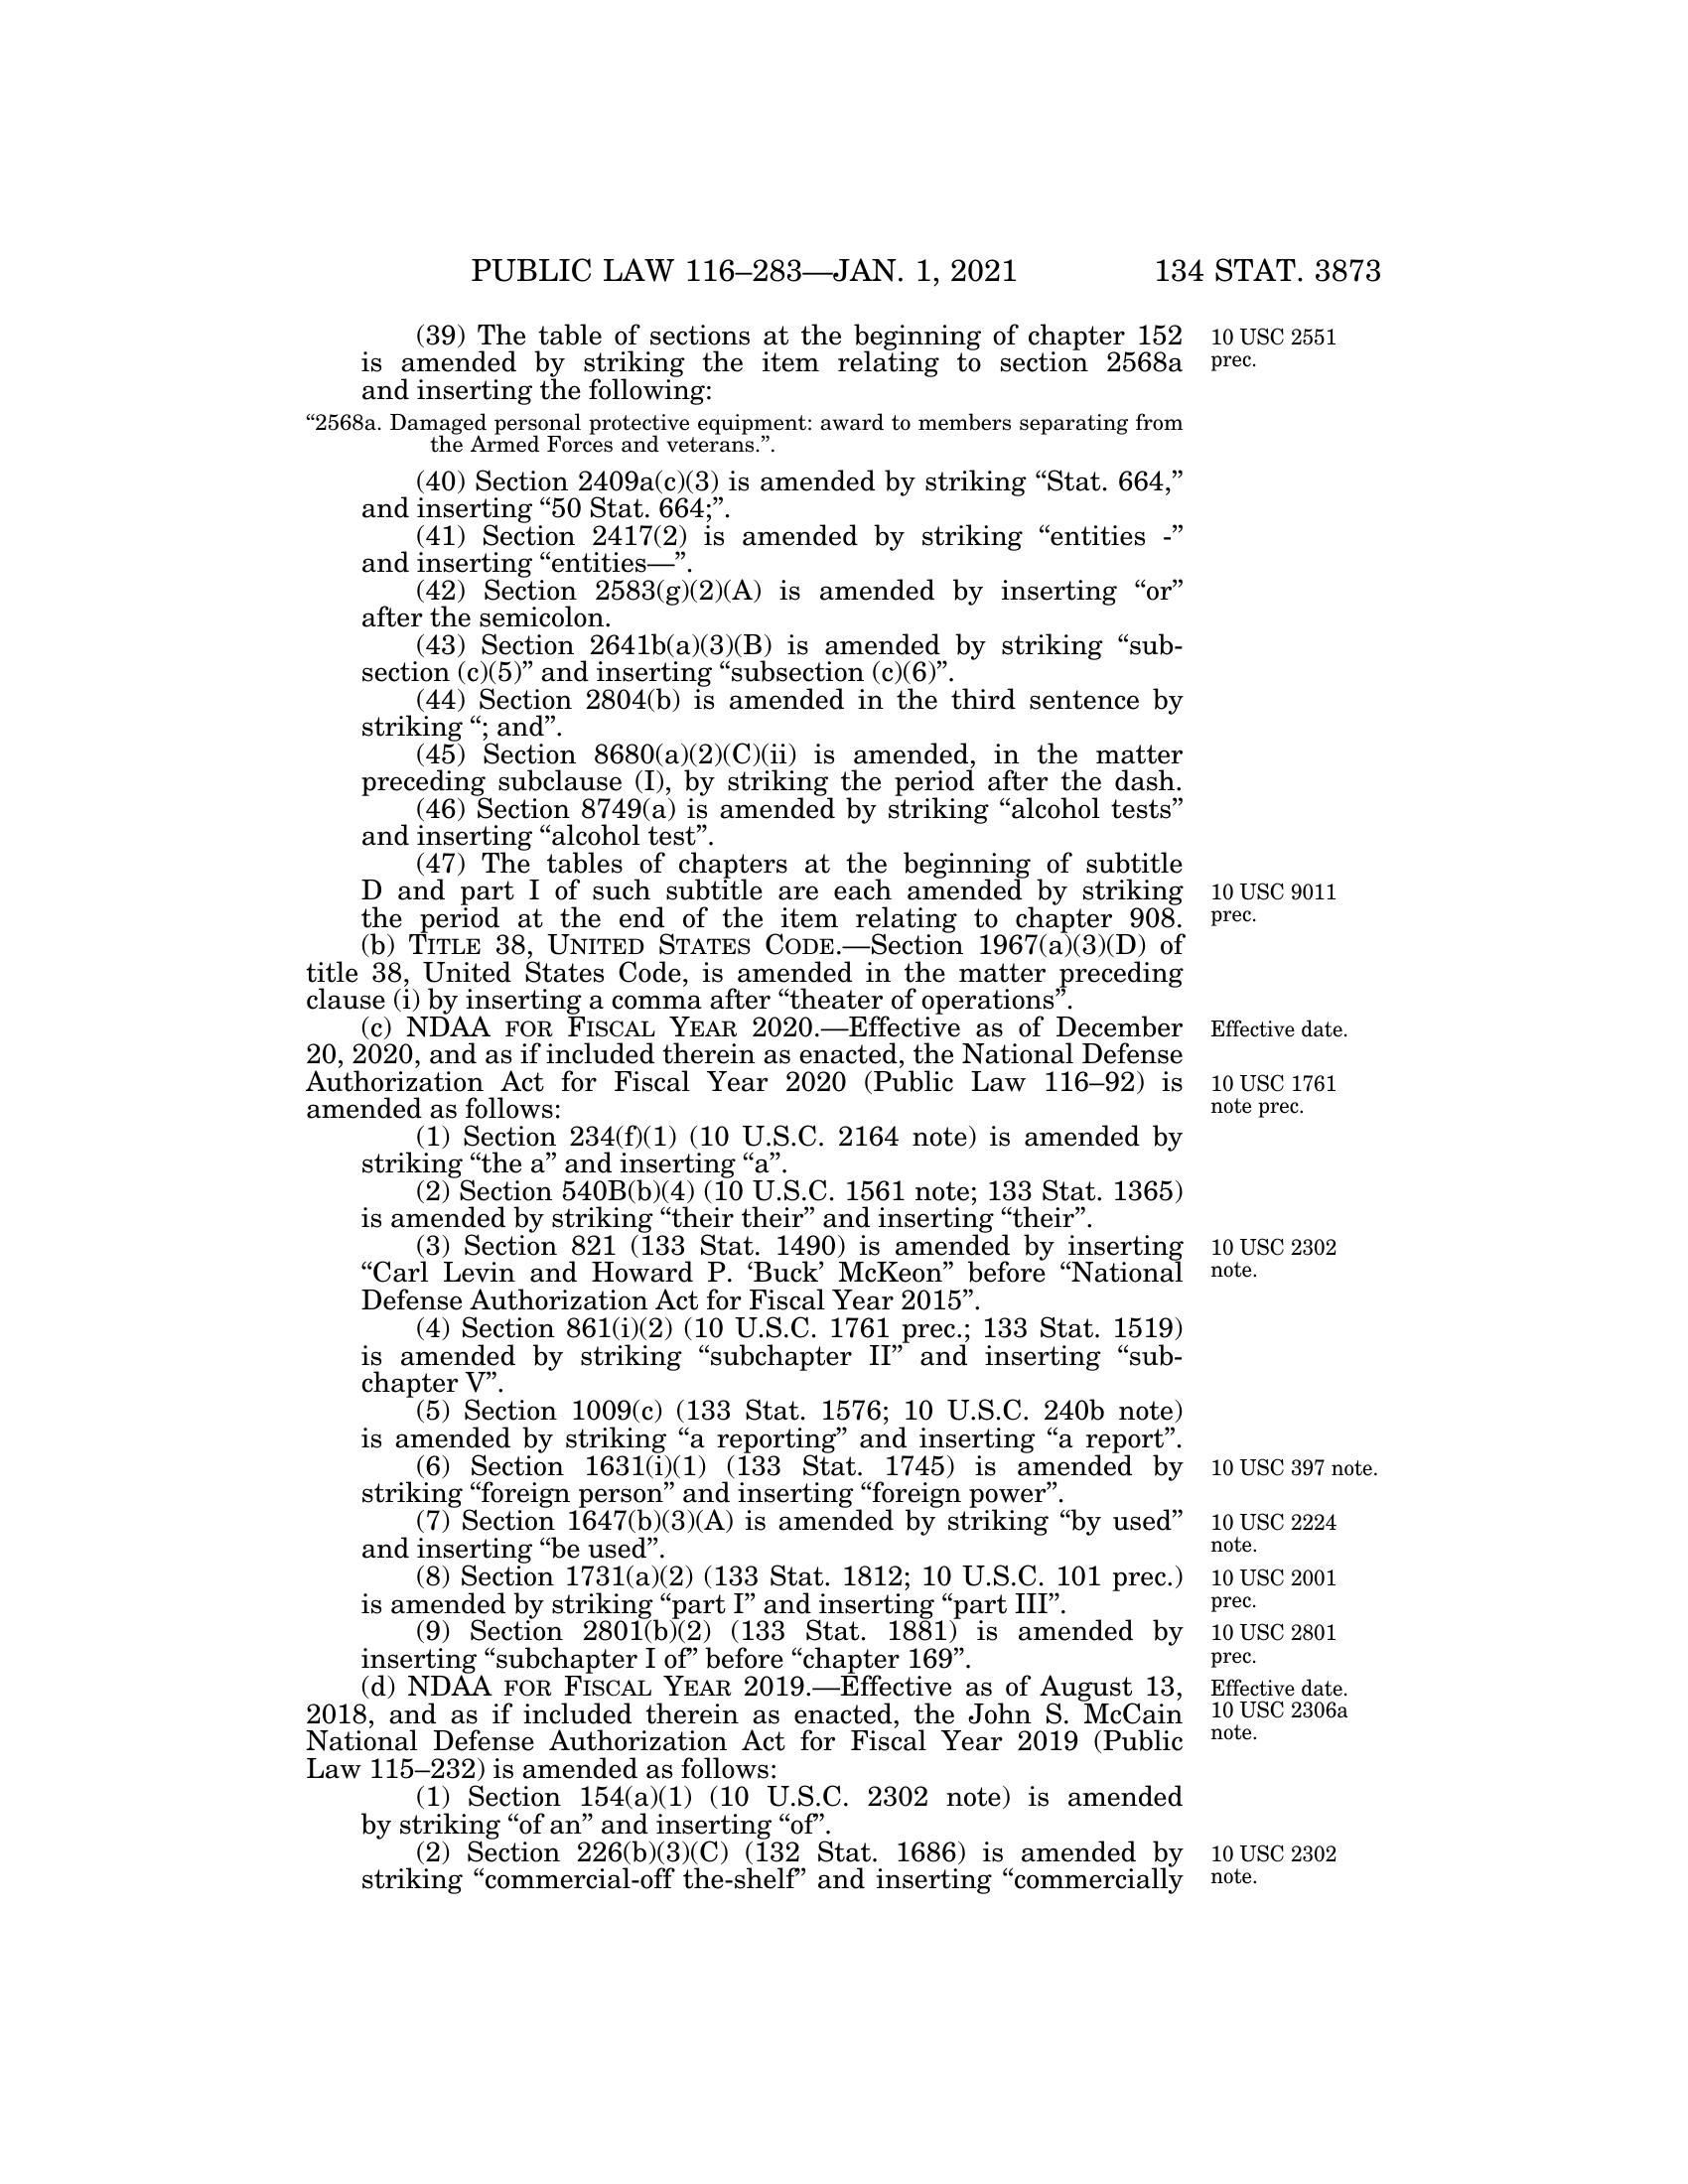 PUBLIC LAW 116–283—JAN. 1, 2021 134 STAT. 3873
(39) The table of sections at the beginning of chapter 152
is amended by striking the item relating to section 2568a
and inserting the following:
“2568a. Damaged personal protective equipment: award to members separating from
the Armed Forces and veterans.”.
(40) Section 2409a(c)(3) is amended by striking “Stat. 664,”
and inserting “50 Stat. 664;”.
(41) Section 2417(2) is amended by striking “entities -”
and inserting “entities—”.
(42) Section 2583(g)(2)(A) is amended by inserting “or”
after the semicolon.
(43) Section 2641b(a)(3)(B) is amended by striking “sub-
section (c)(5)” and inserting “subsection (c)(6)”.
(44) Section 2804(b) is amended in the third sentence by
striking “; and”.
(45) Section 8680(a)(2)(C)(ii) is amended, in the matter
preceding subclause (I), by striking the period after the dash.
(46) Section 8749(a) is amended by striking “alcohol tests”
and inserting “alcohol test”.
(47) The tables of chapters at the beginning of subtitle
D and part I of such subtitle are each amended by striking
the period at the end of the item relating to chapter 908.
(b) TITLE 38, UNITED STATES CODE.—Section 1967(a)(3)(D) of
title 38, United States Code, is amended in the matter preceding
clause (i) by inserting a comma after “theater of operations”.
(c) NDAA FOR FISCAL YEAR 2020.—Effective as of December
20, 2020, and as if included therein as enacted, the National Defense
Authorization Act for Fiscal Year 2020 (Public Law 116–92) is
amended as follows:
(1) Section 234(f)(1) (10 U.S.C. 2164 note) is amended by
striking “the a” and inserting “a”.
(2) Section 540B(b)(4) (10 U.S.C. 1561 note; 133 Stat. 1365)
is amended by striking “their their” and inserting “their”.
(3) Section 821 (133 Stat. 1490) is amended by inserting
“Carl Levin and Howard P. ‘Buck’ McKeon” before “National
Defense Authorization Act for Fiscal Year 2015”.
(4) Section 861(i)(2) (10 U.S.C. 1761 prec.; 133 Stat. 1519)
is amended by striking “subchapter II” and inserting “sub-
chapter V”.
(5) Section 1009(c) (133 Stat. 1576; 10 U.S.C. 240b note)
is amended by striking “a reporting” and inserting “a report”.
(6) Section 1631(i)(1) (133 Stat. 1745) is amended by
striking “foreign person” and inserting “foreign power”.
(7) Section 1647(b)(3)(A) is amended by striking “by used”
and inserting “be used”.
(8) Section 1731(a)(2) (133 Stat. 1812; 10 U.S.C. 101 prec.)
is amended by striking “part I” and inserting “part III”.
(9) Section 2801(b)(2) (133 Stat. 1881) is amended by
inserting “subchapter I of” before “chapter 169”.
(d) NDAA FOR FISCAL YEAR 2019.—Effective as of August 13,
2018, and as if included therein as enacted, the John S. McCain
National Defense Authorization Act for Fiscal Year 2019 (Public
Law 115–232) is amended as follows:
(1) Section 154(a)(1) (10 U.S.C. 2302 note) is amended
by striking “of an” and inserting “of”.
(2) Section 226(b)(3)(C) (132 Stat. 1686) is amended by
striking “commercial-off the-shelf” and inserting “commercially
10 USC 2551
prec.
10 USC 9011
prec.
Effective date.
10 USC 1761
note prec.
10 USC 2302
note.
10 USC 397 note.
10 USC 2224
note.
10 USC 2001
prec.
10 USC 2801
prec.
Effective date.
10 USC 2306a
note.
10 USC 2302
note.